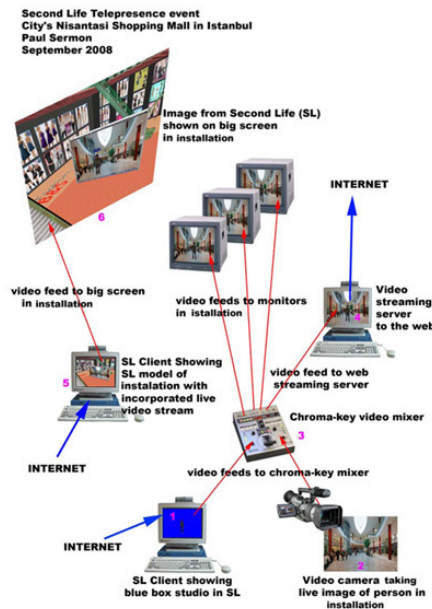 Second Life Telepresence event
City's Nisantasi Shopping Mall in Istanbul
Paul Sermon
September 2008
Image from Second Life (SL)
shown on big screen
in installation
6
INTERNET
video feed to big screen
in installation
video feeds to monitors
in istallation
4
Video
streaming
server
to the web
5
SL Client Showing
SL model of
instalation with
incorporated live
video stream
video feed to web
streaming server
Chroma-key video mixer
3
INTERNET
video feeds to chroma-key mixer
1
INTERNET
2
SL Client showing
blue box studio in SL
Video camera taking
live image of person in
installation